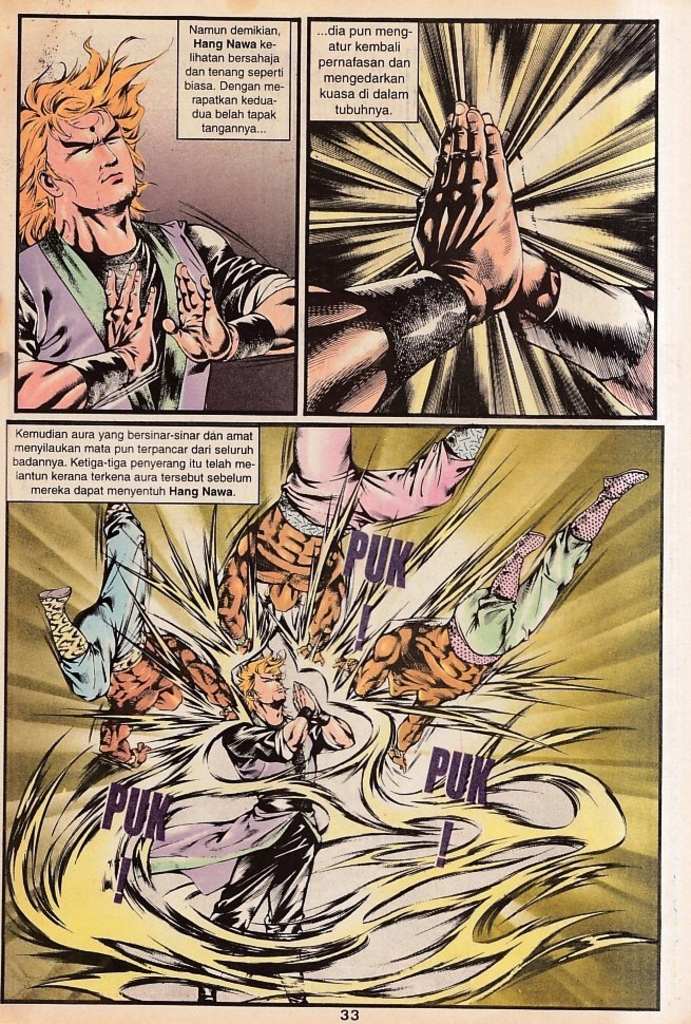 Namun demikian,
Hang Nawa ke-
lihatan bersahaja
dan tenang seperti
biasa. Dengan me-
rapatkan kedua-
dua belah tapak
tangannya...
...dia pun meng-
atur kembali
pernafasan dan
mengedarkan
kuasa di dalam
tubuhnya.
Kemudian aura yang bersinar-sinar dan amat
menyilaukan mata pun terpancar dari seluruh
badannya. Ketiga-tiga penyerang itu telah me-
lantun kerana terkena aura tersebut sebelum
mereka dapat menyentuh Hang Nawa.
PUK
!
PUK
!
PUK
!
33